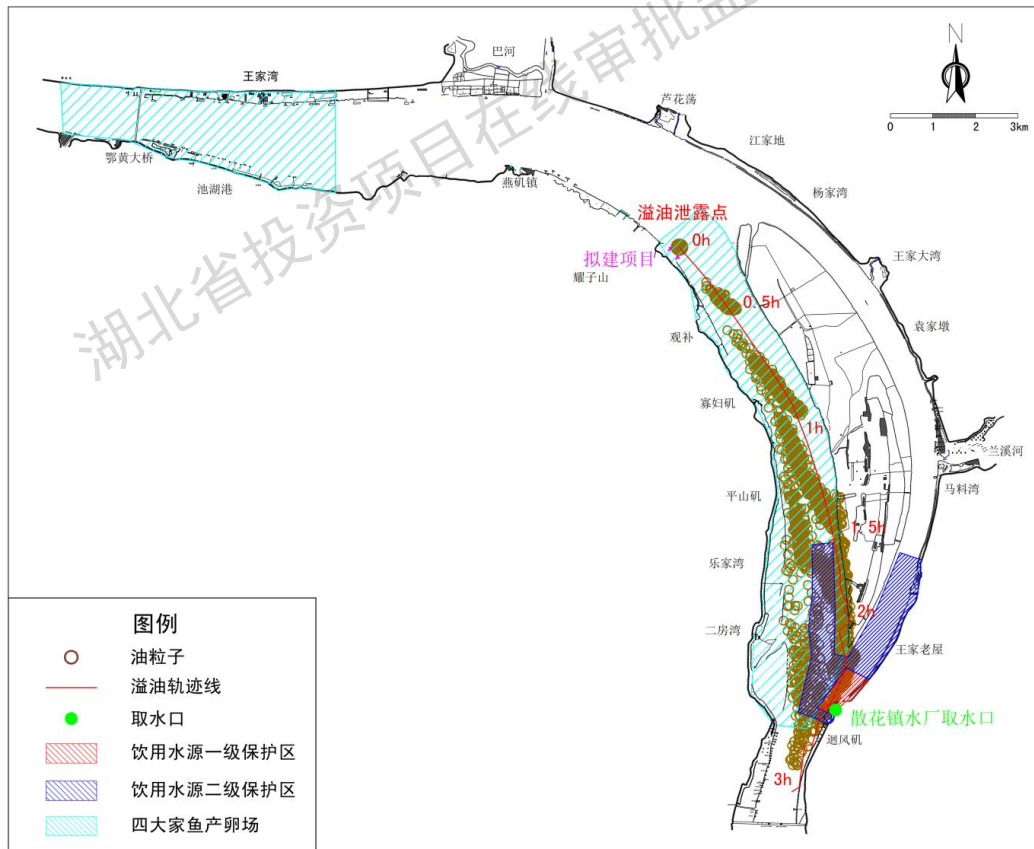 湖北省投资项目在线审批监
N
巴河
王家湾
芦花荡
0 1 2 3km
江家地
鄂黄大桥
池湖港
燕矶镇
杨家湾
溢油泄露点
0h
拟建项目
耀子山
王家大湾
0.5h
观补
袁家墩
寡妇矶
1h
兰溪河
马料湾
平山矶
1.5h
乐家湾
2h
二房湾
王家老屋
散花镇水厂取水口
迴风矶
3h
图例
油粒子
溢油轨迹线
取水口
饮用水源一级保护区
饮用水源二级保护区
四大家鱼产卵场